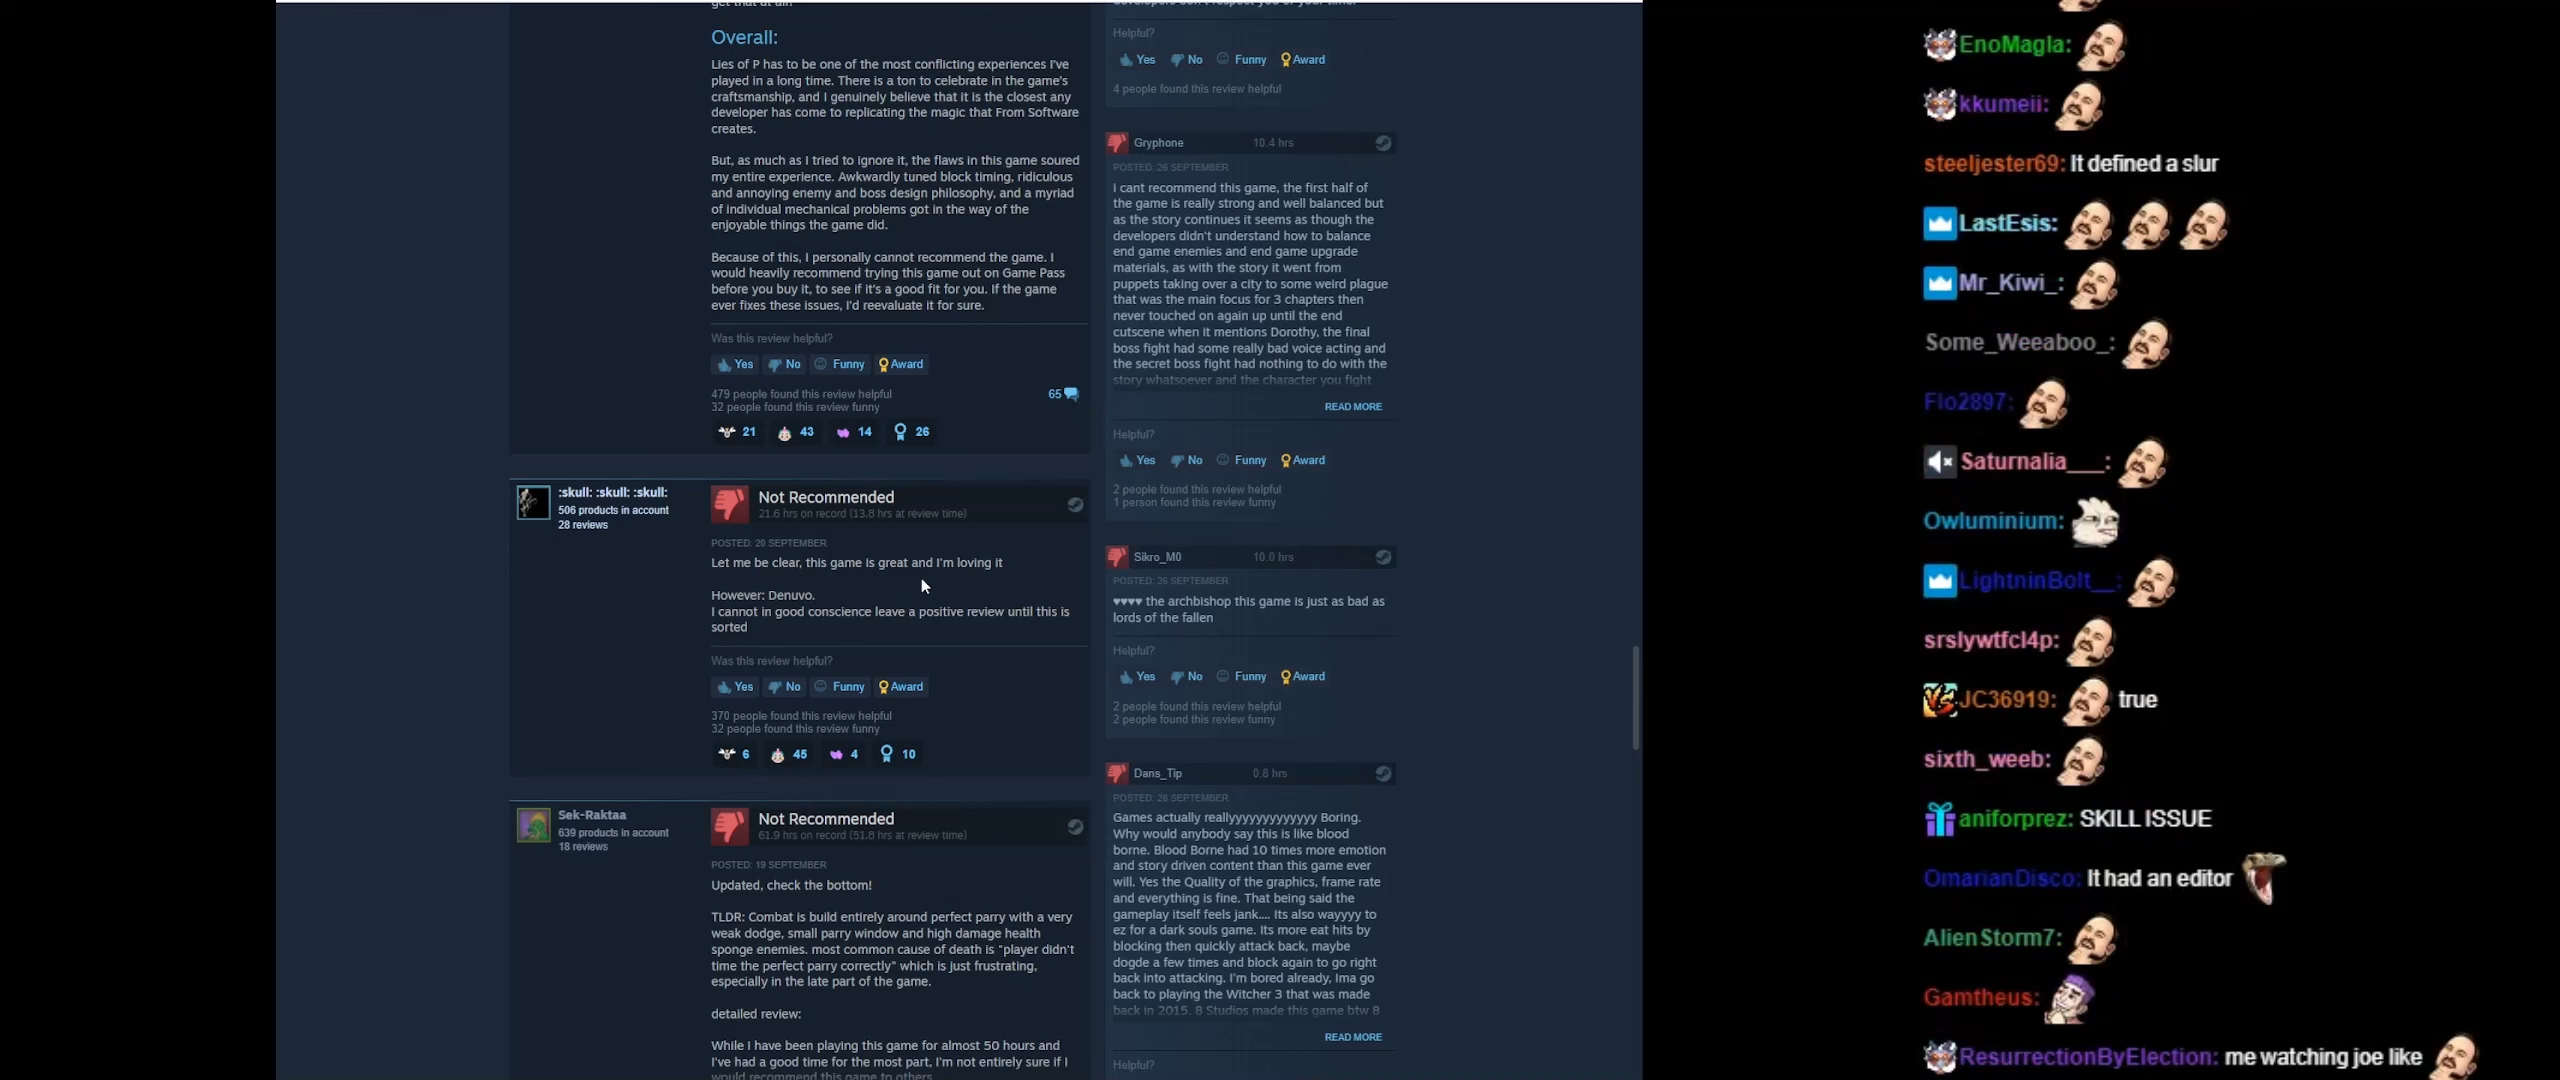 Overall:
Lies of P has to be one of the most conflicting experiences I've
played in a long time. There is a ton to celebrate in the game's
craftsmanship, and I genuinely believe that it is the closest any
developer has come to replicating the magic that From Software
creates.
But, as much as I tried to ignore it, the flaws in this game soured
my entire experience. Awkwardly tuned block timing, ridiculous
and annoying enemy and boss design philosophy, and a myriad
of individual mechanical problems got in the way of the
enjoyable things the game did.
Because of this, I personally cannot recommend the game. I
would heavily recommend trying this game out on Game Pass
before you buy it, to see if it's a good fit for you. If the game
ever fixes these issues, I'd reevaluate it for sure.
Was this review helpful?
Yes No Funny Award
479 people found this review helpful
32 people found this review funny
65
21 43 14 26
:skull: :skull: :skull:
506 products in account
28 reviews
Not Recommended
21.6 hrs on record (13.8 hrs at review time)
POSTED: 20 SEPTEMBER
Let me be clear, this game is great and I'm loving it
However: Denuvo.
I cannot in good conscience leave a positive review until this is
sorted
Was this review helpful?
Yes No Funny Award
370 people found this review helpful
32 people found this review funny
6 45 4 10
Sek-Raktaa
639 products in account
18 reviews
Not Recommended
61.9 hrs on record (51.8 hrs at review time)
POSTED: 19 SEPTEMBER
Updated, check the bottom!
TLDR: Combat is build entirely around perfect parry with a very
weak dodge, small parry window and high damage health
sponge enemies. most common cause of death is "player didn't
time the perfect parry correctly" which is just frustrating,
especially in the late part of the game.
detailed review:
While I have been playing this game for almost 50 hours and
I've had a good time for the most part, I'm not entirely sure if I
would recommend this game to others
Helpful?
Yes No Funny Award
4 people found this review helpful
Gryphone 10.4 hrs
POSTED: 26 SEPTEMBER
i cant recommend this game, the first half of
the game is really strong and well balanced but
as the story continues it seems as though the
developers didn't understand how to balance
end game enemies and end game upgrade
materials, as with the story it went from
puppets taking over a city to some weird plague
that was the main focus for 3 chapters then
never touched on again up until the end
cutscene when it mentions Dorothy, the final
boss fight had some really bad voice acting and
the secret boss fight had nothing to do with the
story whatsoever and the character you fight
READ MORE
Helpful?
Yes No Funny Award
2 people found this review helpful
1 person found this review funny
Sikro_M0 10.0 hrs
POSTED: 26 SEPTEMBER
♥♥♥♥ the archbishop this game is just as bad as
lords of the fallen
Helpful?
Yes No Funny Award
2 people found this review helpful
2 people found this review funny
Dans_Tip 0.8 hrs
POSTED: 26 SEPTEMBER
Games actually reallyyyyyyyyyyyyy Boring.
Why would anybody say this is like blood
borne. Blood Borne had 10 times more emotion
and story driven content than this game ever
will. Yes the Quality of the graphics, frame rate
and everything is fine. That being said the
gameplay itself feels jank.... Its also wayyyy to
ez for a dark souls game. Its more eat hits by
blocking then quickly attack back, maybe
dogde a few times and block again to go right
back into attacking. I'm bored already, Ima go
back to playing the Witcher 3 that was made
back in 2015. 8 Studios made this game btw 8
READ MORE
Helpful?
EnoMagla:
kkumeii:
steeljester69: It defined a slur
LastEsis:
Mr_Kiwi_:
Some_Weeaboo_:
Flo2897:
Saturnalia___:
Owluminium:
LightninBolt__:
srslywtfcl4p:
JC36919: true
sixth_weeb:
aniforprez: SKILL ISSUE
OmarianDisco: It had an editor
AlienStorm7:
Gamtheus:
ResurrectionByElection: me watching joe like